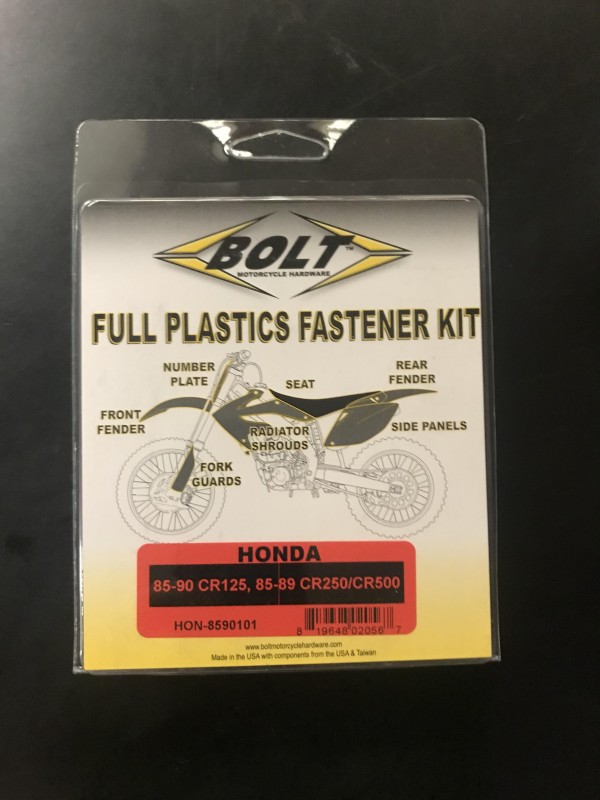 BOLT™
MOTORCYCLE HARDWARE
FULL PLASTICS FASTENER KIT
NUMBER
PLATE
SEAT
REAR
FENDER
FRONT
FENDER
RADIATOR
SHROUDS
SIDE PANELS
FORK
GUARDS
HONDA
85-90 CR125, 85-89 CR250/CR500
HON-8590101
8 19648 02056 7
www.boltmotorcyclehardware.com
Made in the USA with components from the USA & Taiwan